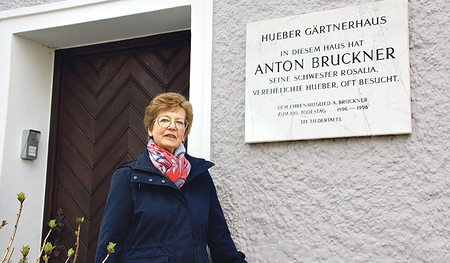 HUEBER GÄRTNERHAUS
IN DIESEM HAUS HAT
ANTON BRUCKNER
SEINE SCHWESTER ROSALIA,
VEREHELICHTE HUEBER, OFT BESUCHT.
DEM EHRENMITGLIED A. BRUCKNER
ZUM 100. TODESTAG 1896 – 1996
DIE LIEDERTAFEL